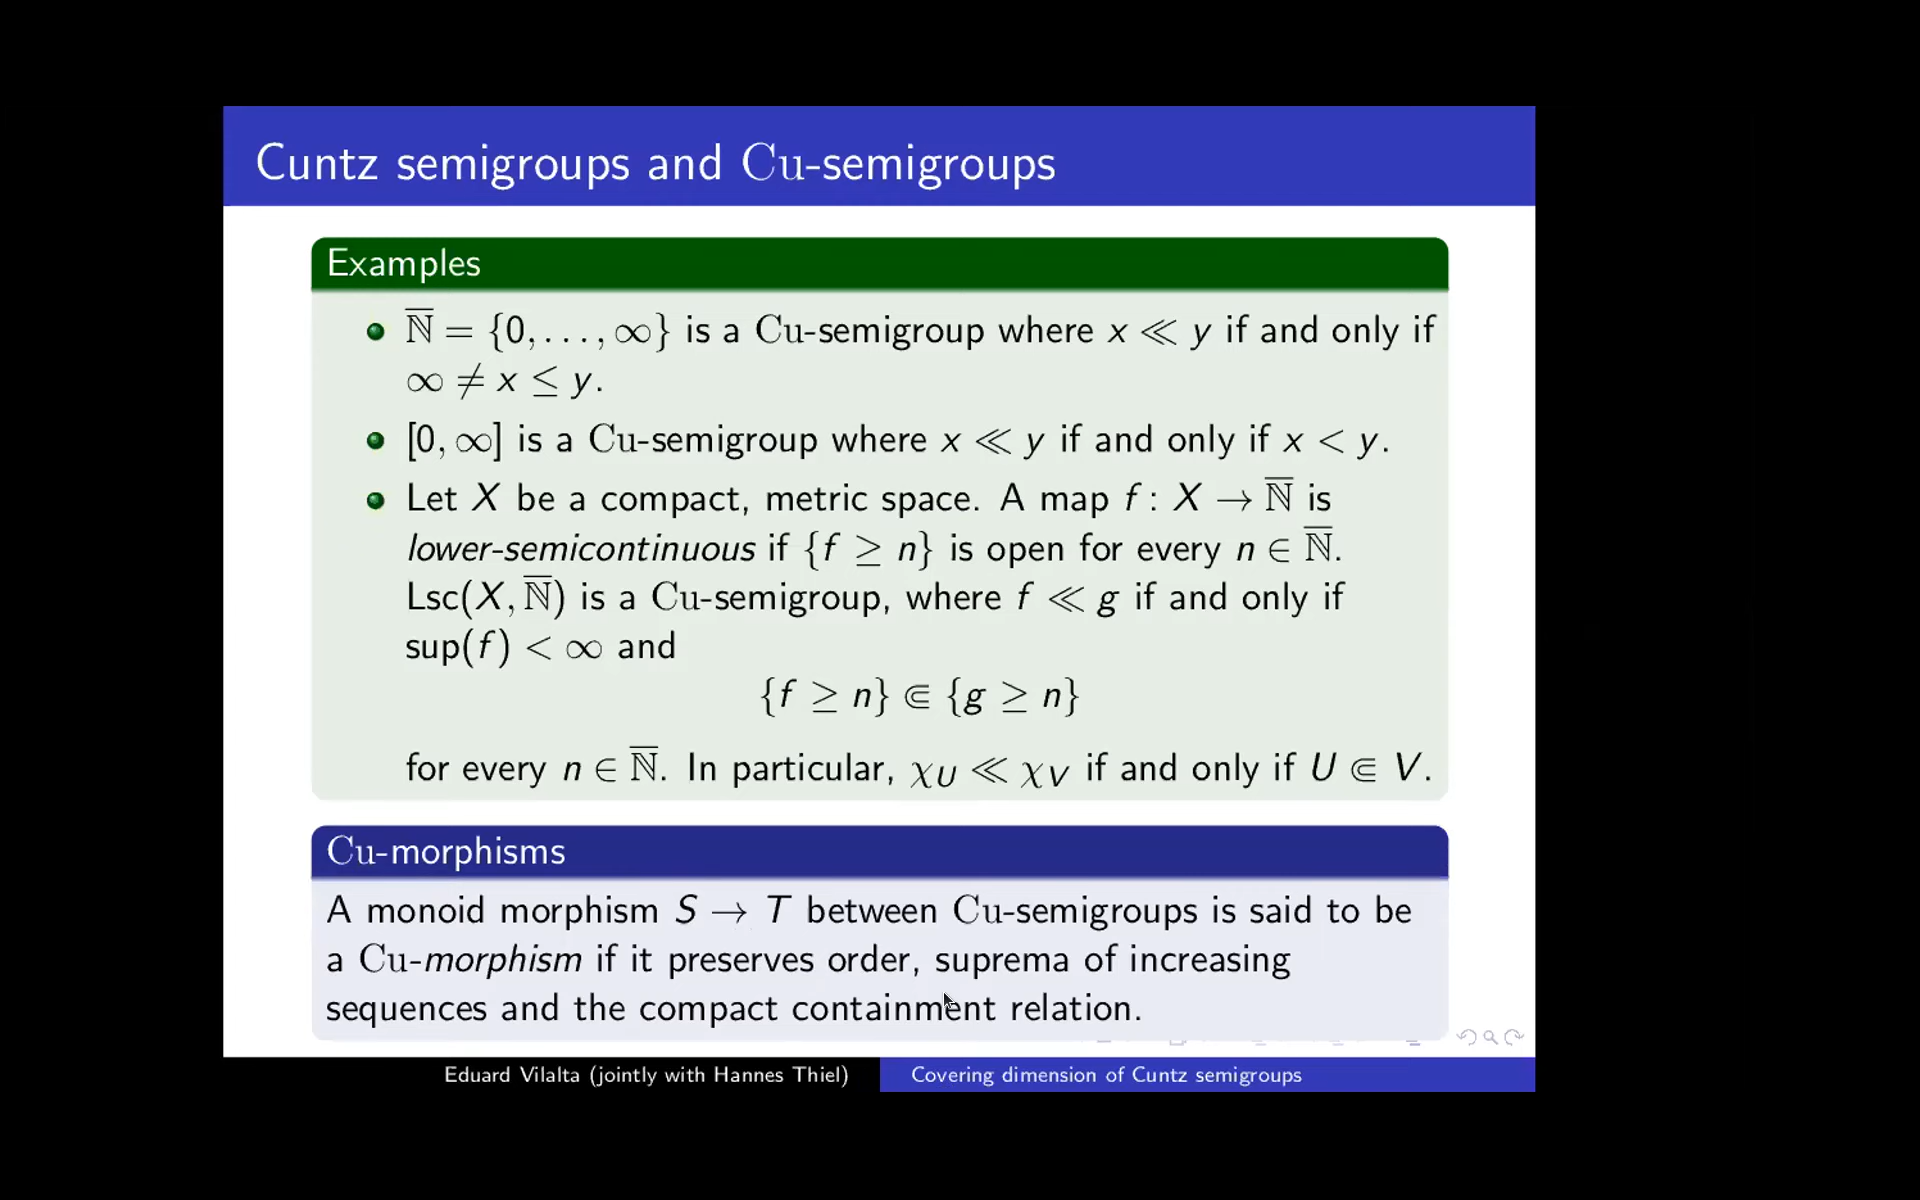 Cuntz semigroups and Cu-semigroups
Examples
ℕ̅ = {0, . . . , ∞} is a Cu-semigroup where x ≪ y if and only if
∞ ≠ x ≤ y.
[0, ∞] is a Cu-semigroup where x ≪ y if and only if x < y.
Let X be a compact, metric space. A map f : X → ℕ̅ is
lower-semicontinuous if {f ≥ n} is open for every n ∈ ℕ̅.
Lsc(X, ℕ̅) is a Cu-semigroup, where f ≪ g if and only if
sup(f) < ∞ and
{f ≥ n} ⋐ {g ≥ n}
for every n ∈ ℕ̅. In particular, χ_U ≪ χ_V if and only if U ⋐ V.
Cu-morphisms
A monoid morphism S → T between Cu-semigroups is said to be
a Cu-morphism if it preserves order, suprema of increasing
sequences and the compact containment relation.
Eduard Vilalta (jointly with Hannes Thiel)
Covering dimension of Cuntz semigroups